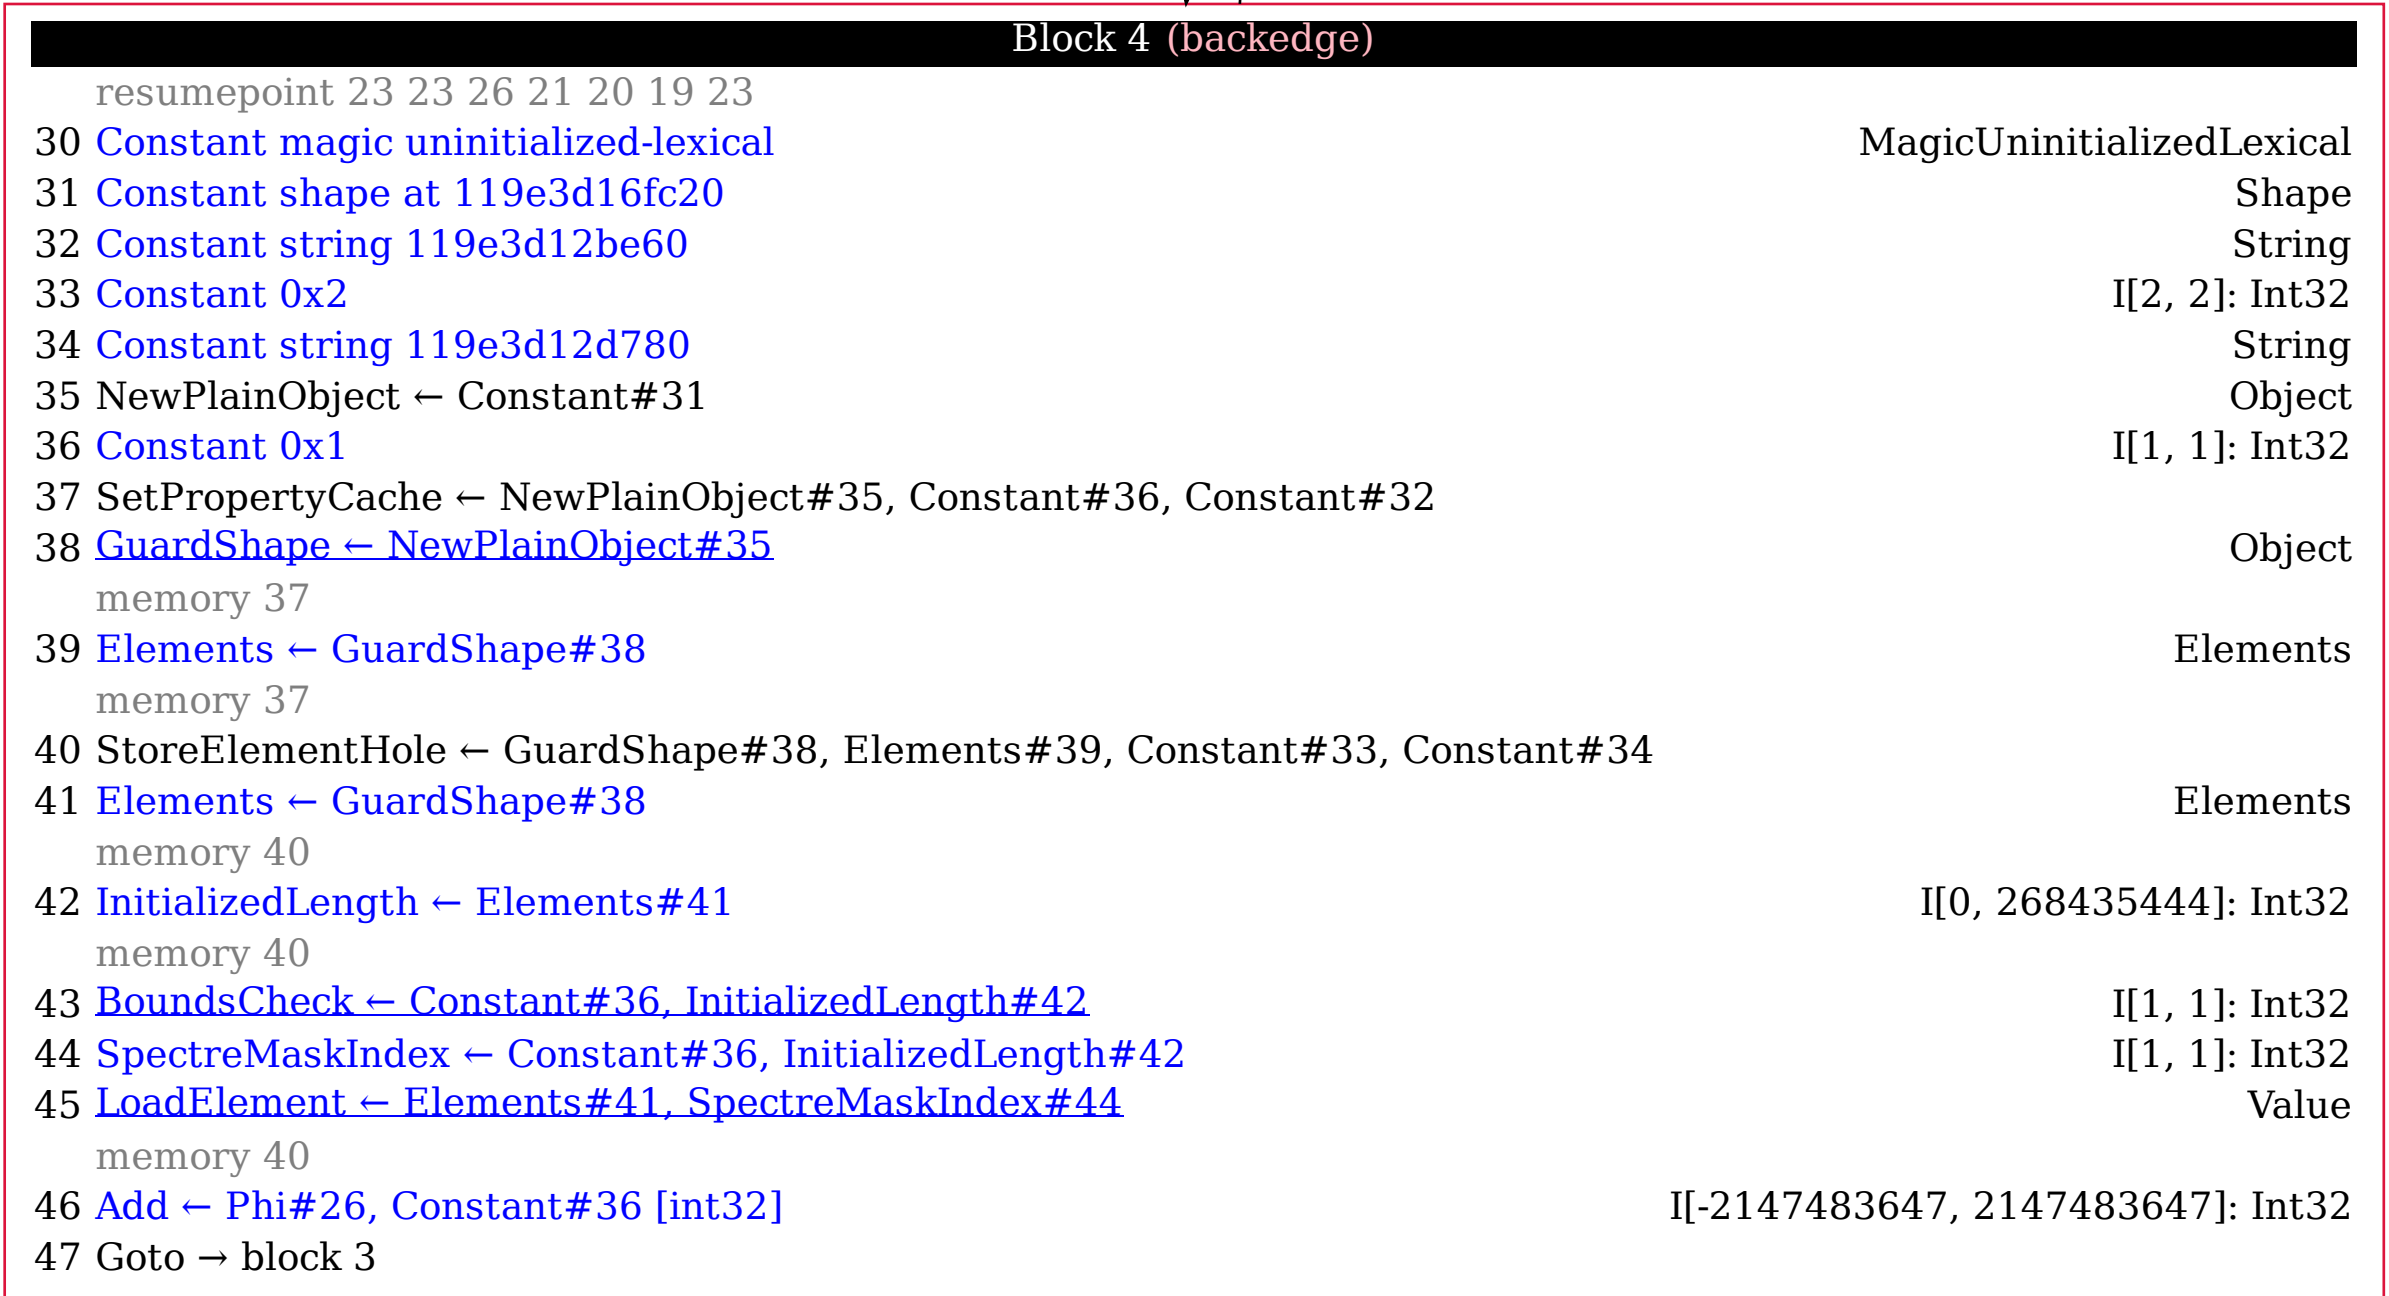 Block 4 (backedge)
resumepoint 23 23 26 21 20 19 23
30 Constant magic uninitialized-lexical MagicUninitializedLexical
31 Constant shape at 119e3d16fc20 Shape
32 Constant string 119e3d12be60 String
33 Constant 0x2 I[2, 2]: Int32
34 Constant string 119e3d12d780 String
35 NewPlainObject ← Constant#31 Object
36 Constant 0x1 I[1, 1]: Int32
37 SetPropertyCache ← NewPlainObject#35, Constant#36, Constant#32
38 GuardShape ← NewPlainObject#35 Object
memory 37
39 Elements ← GuardShape#38 Elements
memory 37
40 StoreElementHole ← GuardShape#38, Elements#39, Constant#33, Constant#34
41 Elements ← GuardShape#38 Elements
memory 40
42 InitializedLength ← Elements#41 I[0, 268435444]: Int32
memory 40
43 BoundsCheck ← Constant#36, InitializedLength#42 I[1, 1]: Int32
44 SpectreMaskIndex ← Constant#36, InitializedLength#42 I[1, 1]: Int32
45 LoadElement ← Elements#41, SpectreMaskIndex#44 Value
memory 40
46 Add ← Phi#26, Constant#36 [int32] I[-2147483647, 2147483647]: Int32
47 Goto → block 3